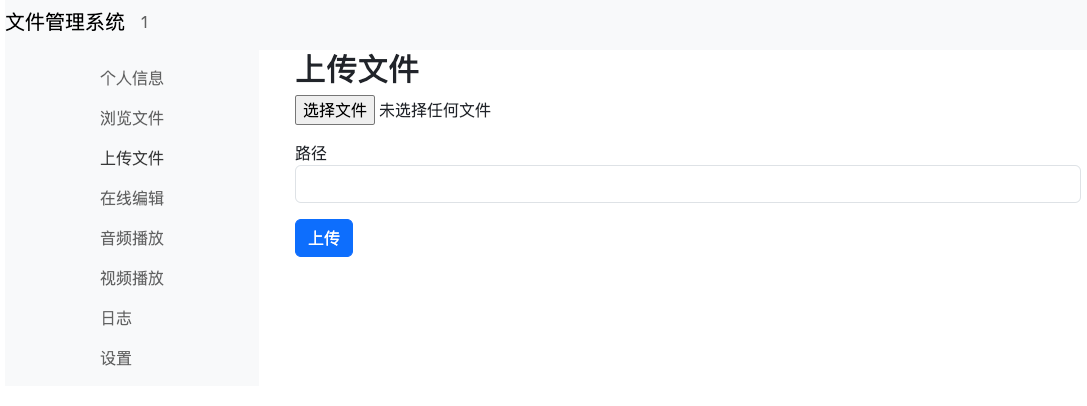 文件管理系统 1
个人信息
浏览文件
上传文件
在线编辑
音频播放
视频播放
日志
设置
上传文件
选择文件 未选择任何文件
路径
上传